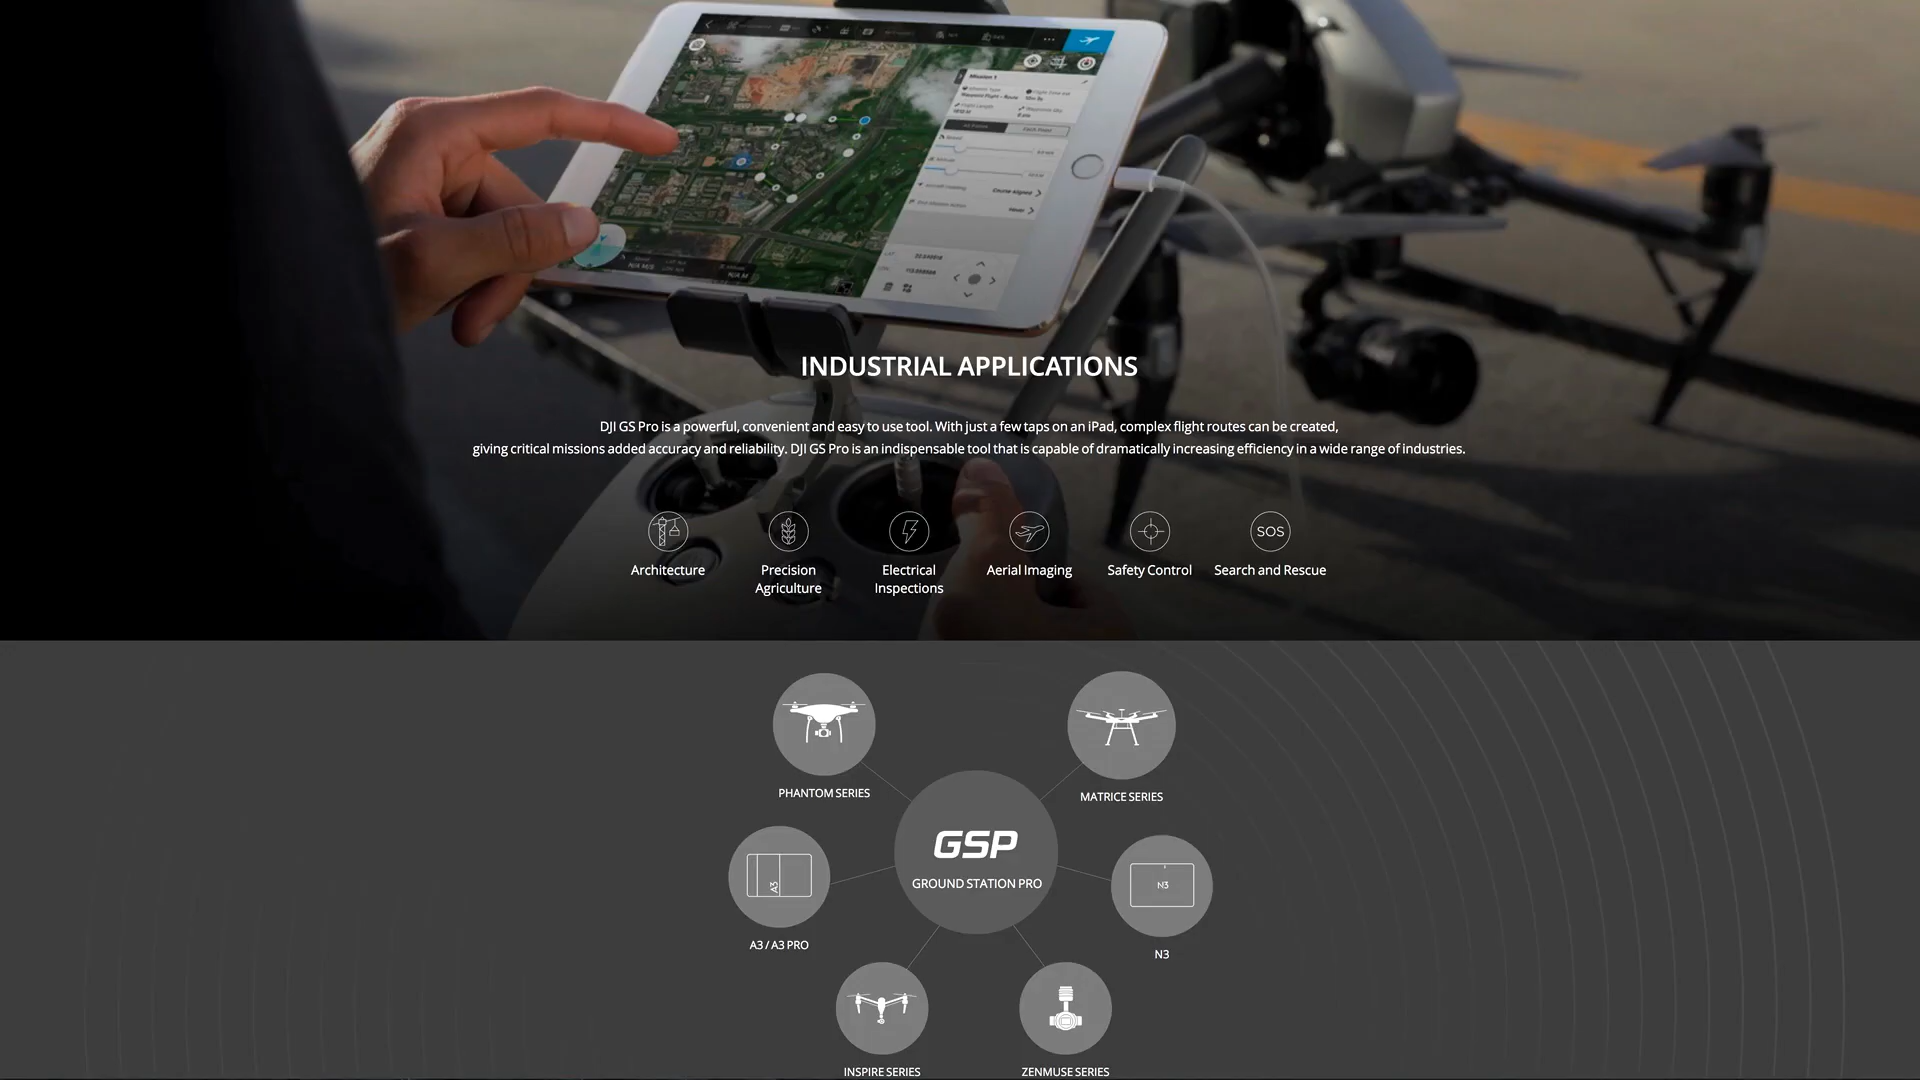 Mission 1
INDUSTRIAL APPLICATIONS
DJI GS Pro is a powerful, convenient and easy to use tool. With just a few taps on an iPad, complex flight routes can be created,
giving critical missions added accuracy and reliability. DJI GS Pro is an indispensable tool that is capable of dramatically increasing efficiency in a wide range of industries.
SOS
Architecture
Precision
Agriculture
Electrical
Inspections
Aerial Imaging
Safety Control
Search and Rescue
PHANTOM SERIES
MATRICE SERIES
GSP
GROUND STATION PRO
A3
A3 / A3 PRO
N3
N3
INSPIRE SERIES
ZENMUSE SERIES